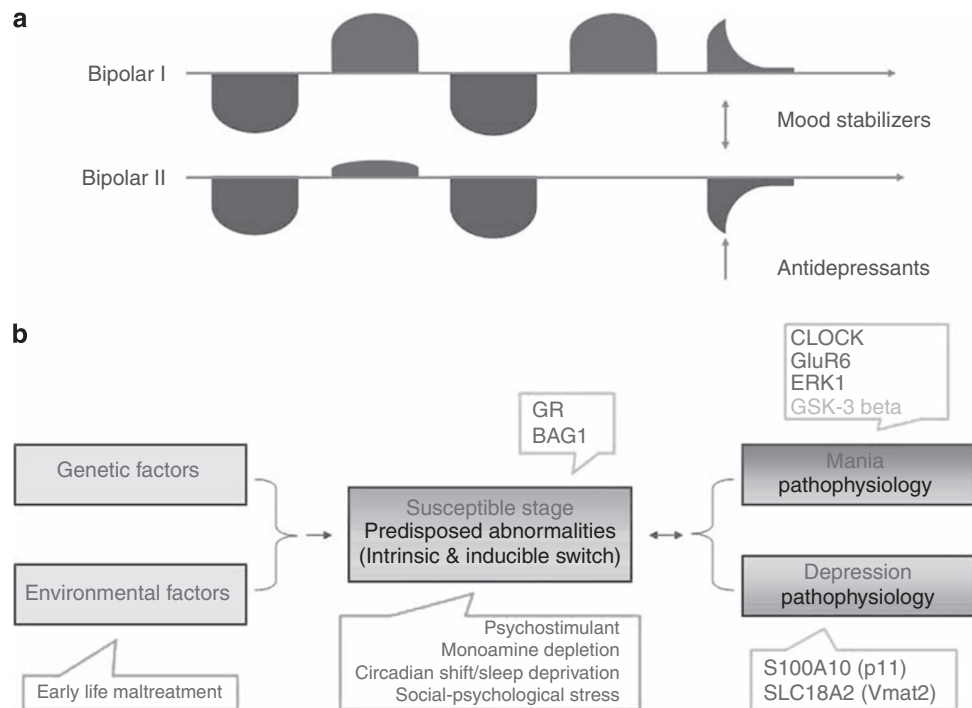 a
Bipolar I
Mood stabilizers
Bipolar II
Antidepressants
b
CLOCK
GluR6
ERK1
GSK-3 beta
GR
BAG1
Genetic factors
Mania
pathophysiology
Susceptible stage
Predisposed abnormalities
(Intrinsic & inducible switch)
Environmental factors
Depression
pathophysiology
Early life maltreatment
Psychostimulant
Monoamine depletion
Circadian shift/sleep deprivation
Social-psychological stress
S100A10 (p11)
SLC18A2 (Vmat2)